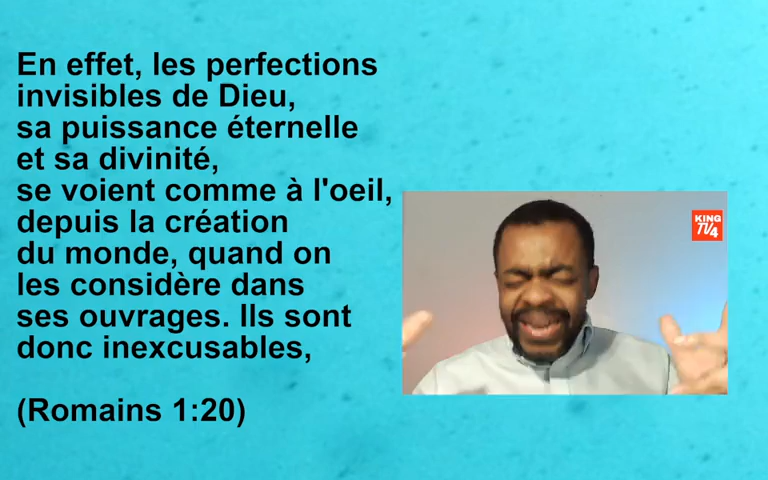 En effet, les perfections
invisibles de Dieu,
sa puissance éternelle
et sa divinité,
se voient comme à l'oeil,
depuis la création
du monde, quand on
les considère dans
ses ouvrages. Ils sont
donc inexcusables,
(Romains 1:20)
KING
TV4